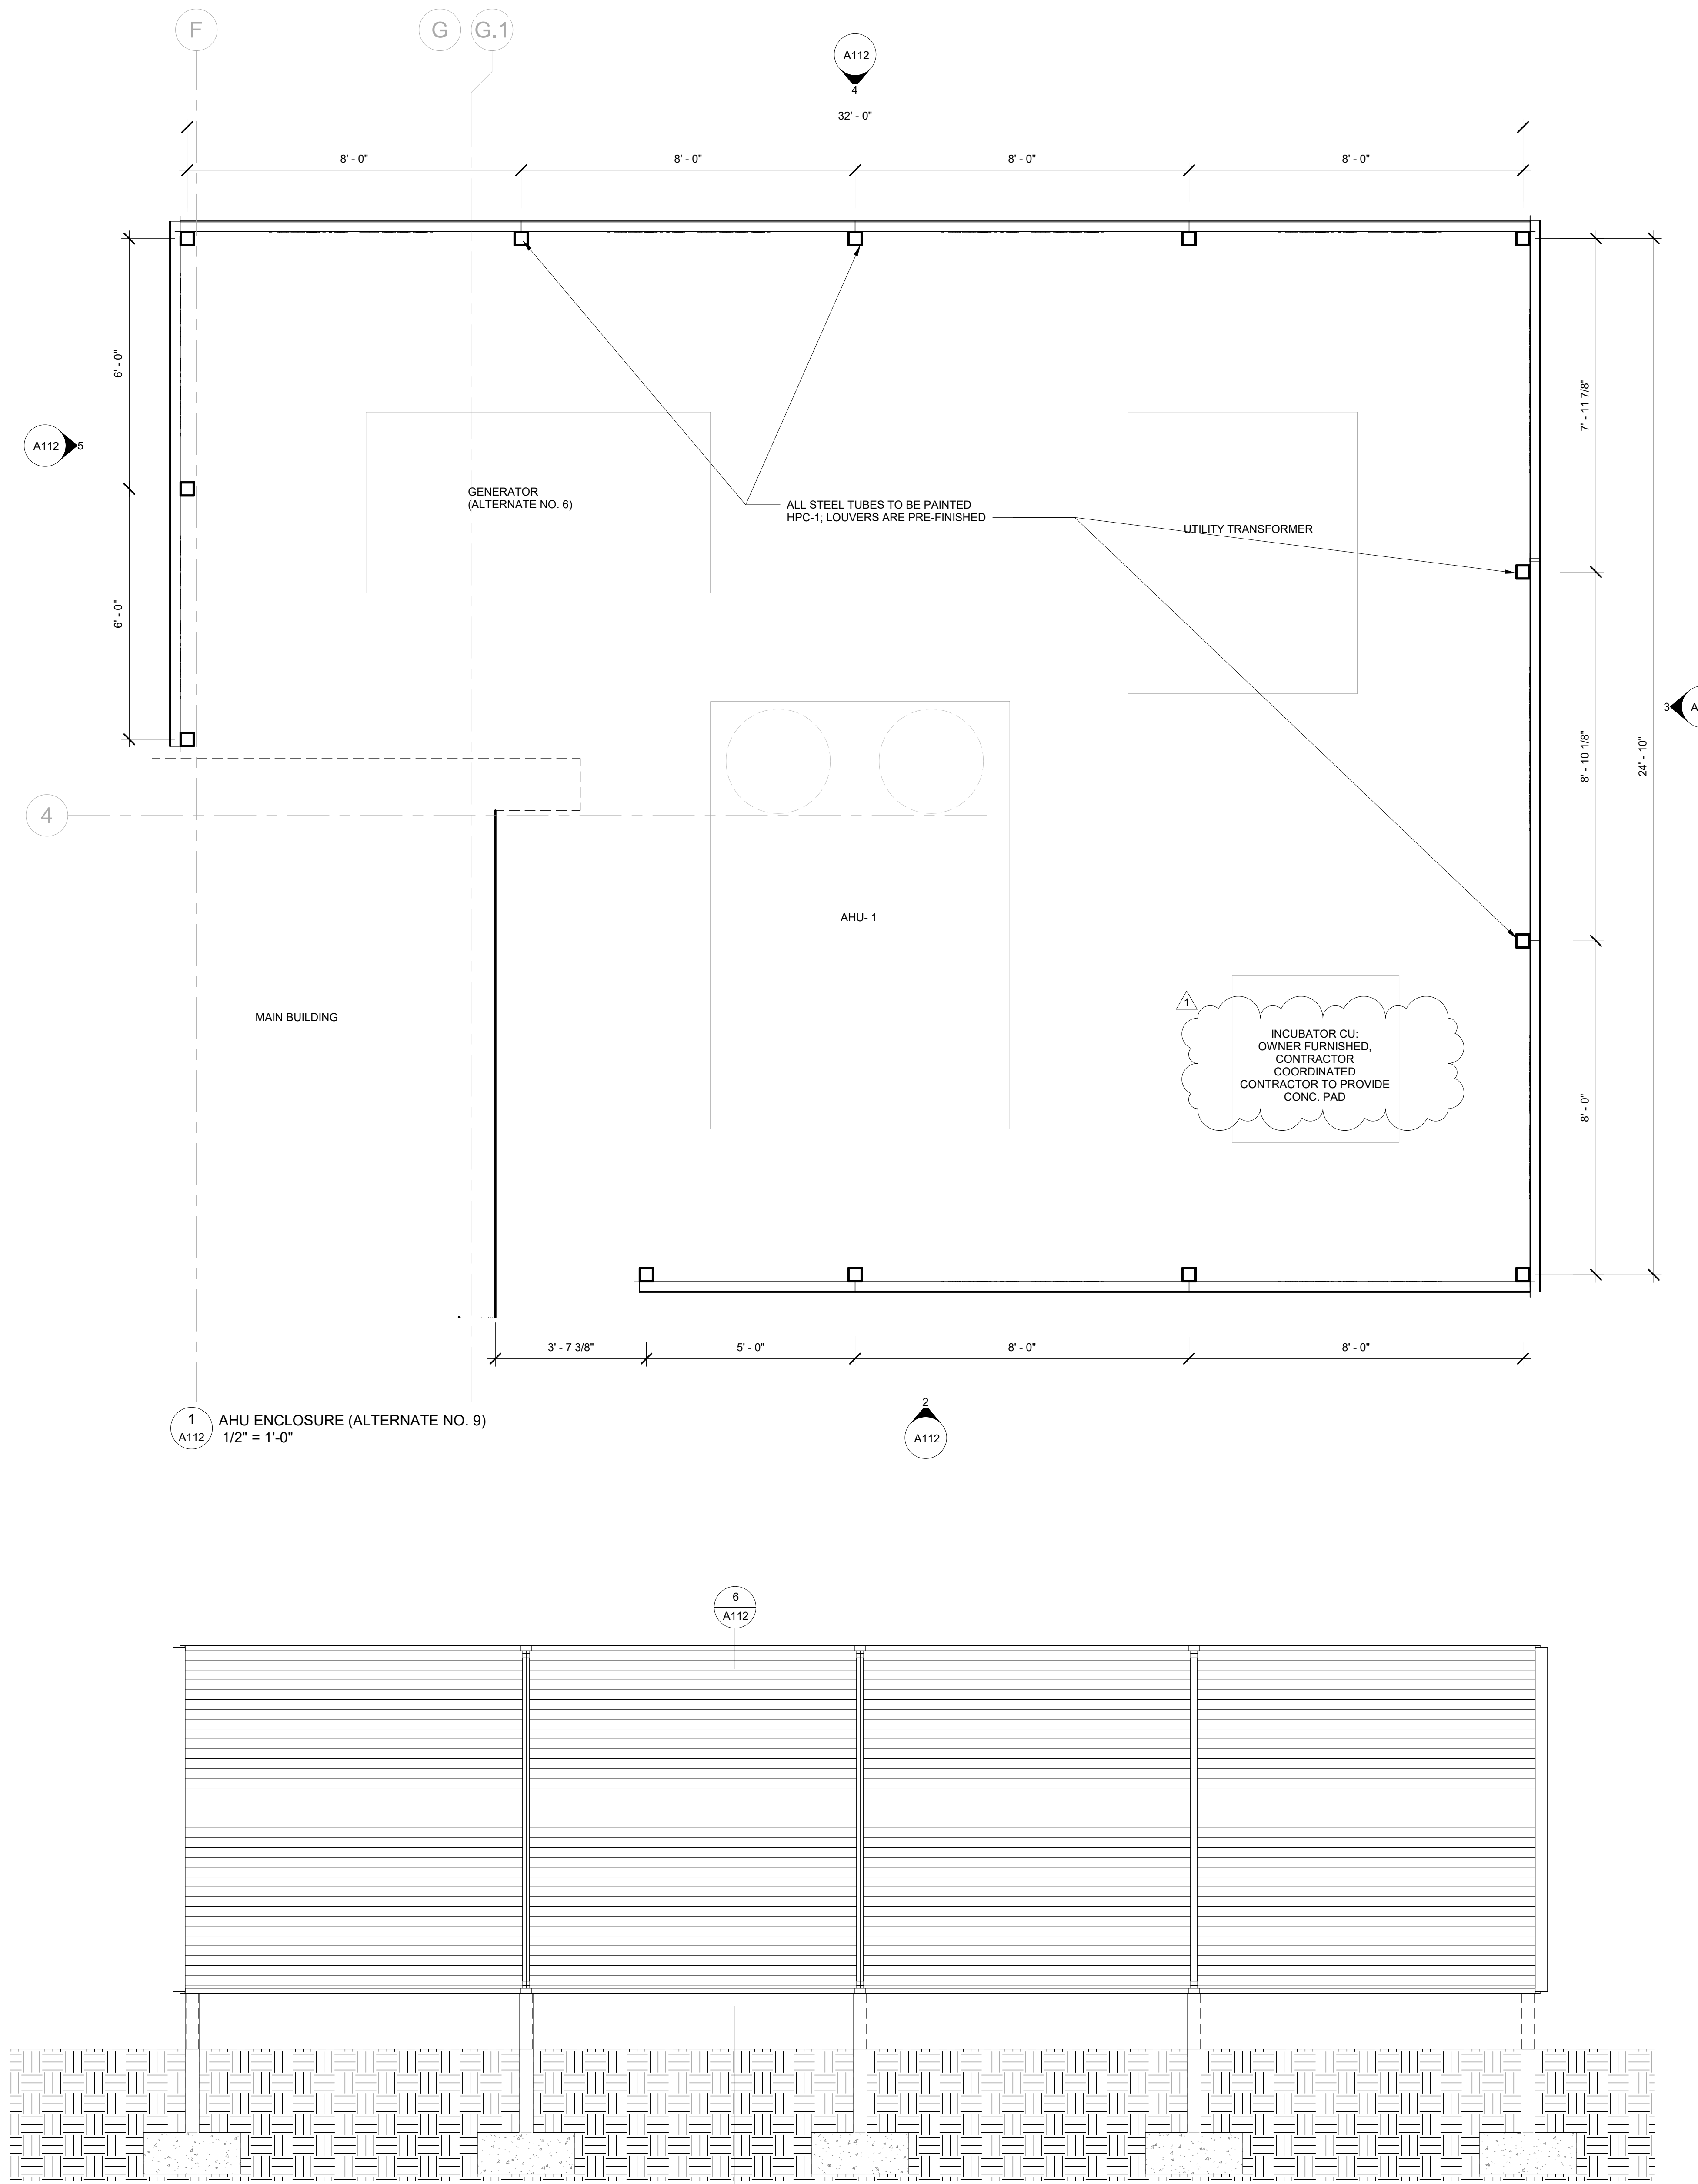 F
G
G.1
A112
4
32' - 0"
8' - 0"
8' - 0"
8' - 0"
8' - 0"
6' - 0"
6' - 0"
A112
5
GENERATOR
(ALTERNATE NO. 6)
ALL STEEL TUBES TO BE PAINTED
HPC-1; LOUVERS ARE PRE-FINISHED
UTILITY TRANSFORMER
7' - 11 7/8"
8' - 10 1/8"
8' - 0"
24' - 10"
3
A
4
AHU- 1
MAIN BUILDING
1
INCUBATOR CU:
OWNER FURNISHED,
CONTRACTOR
COORDINATED
CONTRACTOR TO PROVIDE
CONC. PAD
3' - 7 3/8"
5' - 0"
8' - 0"
8' - 0"
1
A112
AHU ENCLOSURE (ALTERNATE NO. 9)
1/2" = 1'-0"
2
A112
6
A112